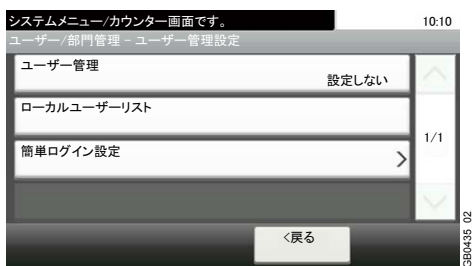 システムメニュー/カウンター画面です。
10:10
ユーザー/部門管理 - ユーザー管理設定
ユーザー管理
設定しない
ローカルユーザーリスト
1/1
簡単ログイン設定
<戻る
GB0435_02